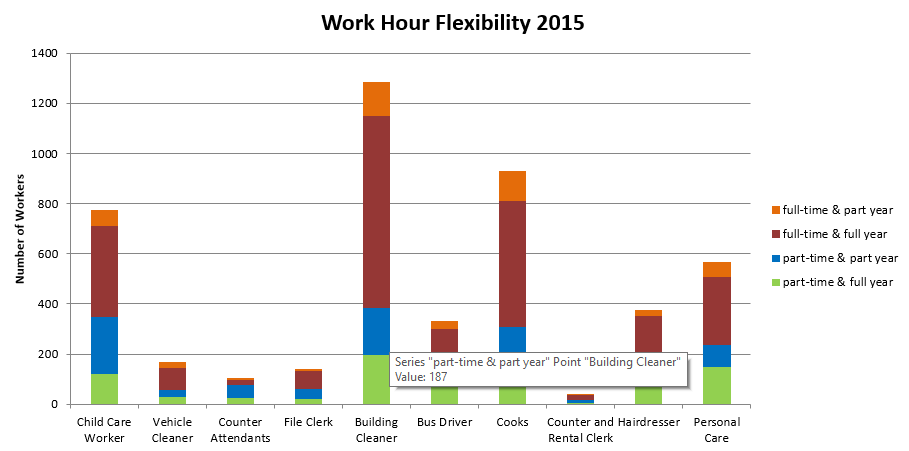 Work Hour Flexibility 2015
1400
1200
1000
800
600
400
200
0
Number of Workers
Child Care
Worker
Vehicle
Cleaner
Counter
Attendants
File Clerk
Building
Cleaner
Bus Driver
Cooks
Counter and
Rental Clerk
Hairdresser
Personal
Care
full-time & part year
full-time & full year
part-time & part year
part-time & full year
Series "part-time & part year" Point "Building Cleaner"
Value: 187